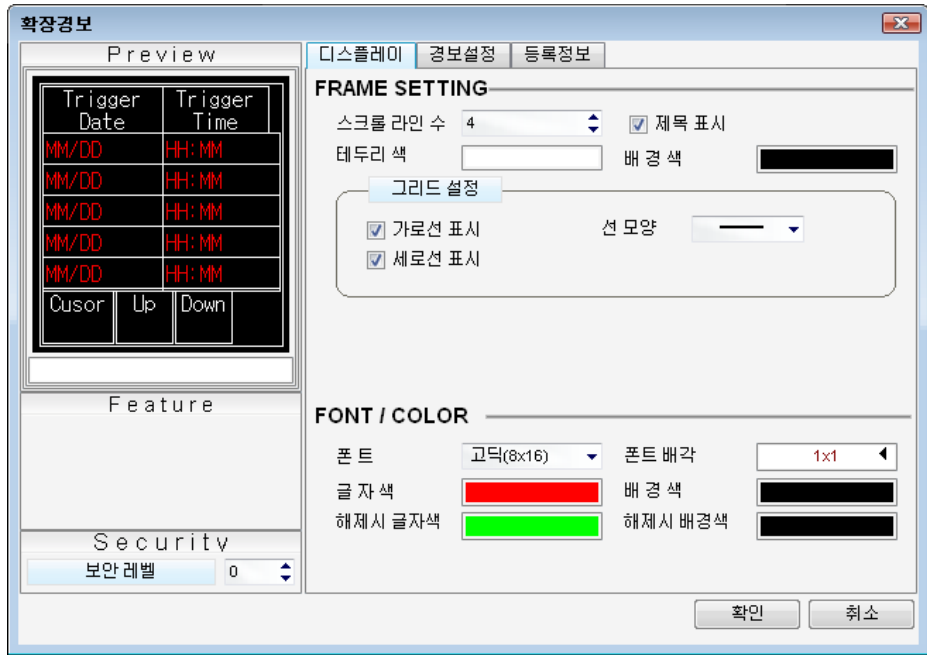 확장경보
Preview
Trigger Date Trigger Time
MM/DD HH:MM
MM/DD HH:MM
MM/DD HH:MM
MM/DD HH:MM
MM/DD HH:MM
Cusor Up Down
Feature
Security
보안 레벨 0
디스플레이 경보설정 등록정보
FRAME SETTING
스크롤 라인 수 4 제목 표시
테두리 색 배 경 색
그리드 설정
가로선 표시 선 모양
세로선 표시
FONT / COLOR
폰 트 고딕(8x16) 폰트 배각 1x1
글 자 색 배 경 색
해제시 글자색 해제시 배경색
확인 취소